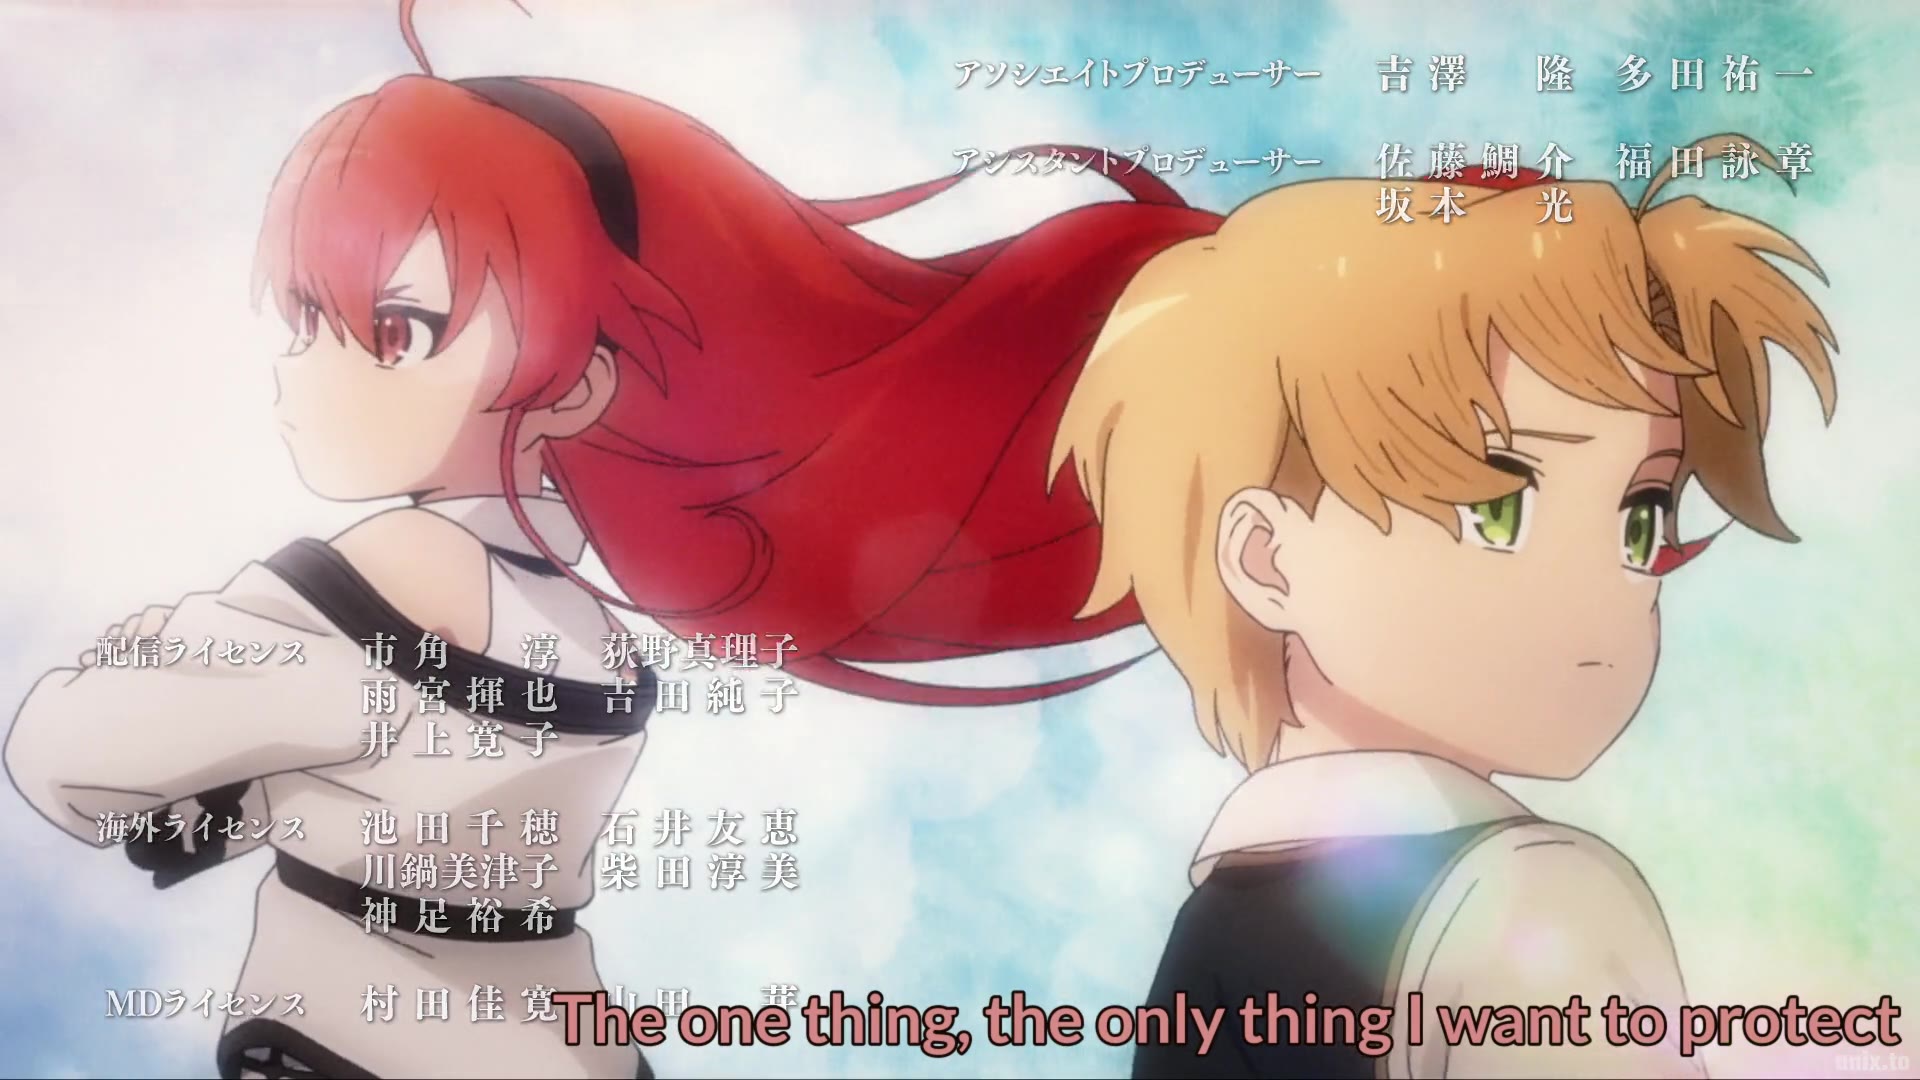 アソシエイトプロデューサー 吉澤 隆 多田祐一
アシスタントプロデューサー 佐藤鯛介 福田詠章
坂本 光
配信ライセンス 市角 淳 荻野真理子
雨宮揮也 吉田純子
井上寛子
海外ライセンス 池田千穂 石井友恵
川鍋美津子 柴田淳美
神足裕希
MDライセンス 村田佳寛 山田
The one thing, the only thing I want to protect
unix.to